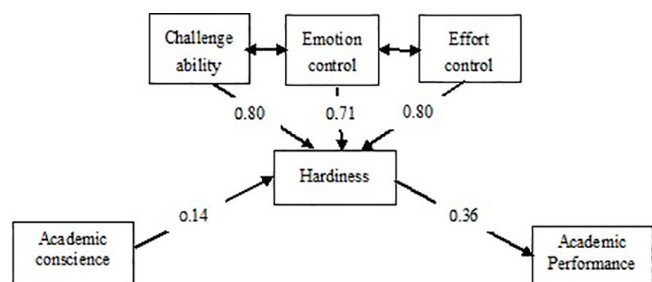 Challenge
ability
Emotion
control
Effort
control
0.80
0.71
0.80
Hardiness
0.14
0.36
Academic
conscience
Academic
Performance